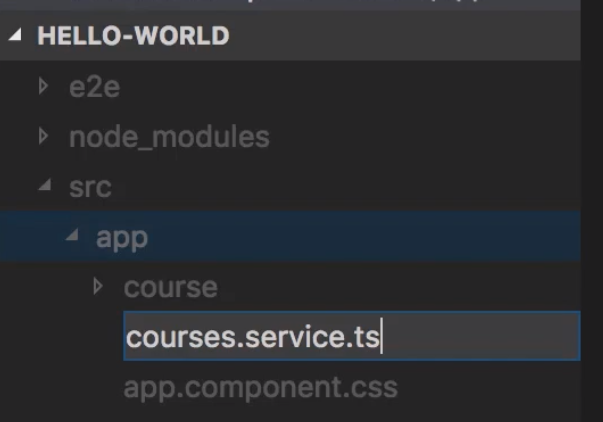 HELLO-WORLD
e2e
node_modules
src
app
course
courses.service.ts
app.component.css